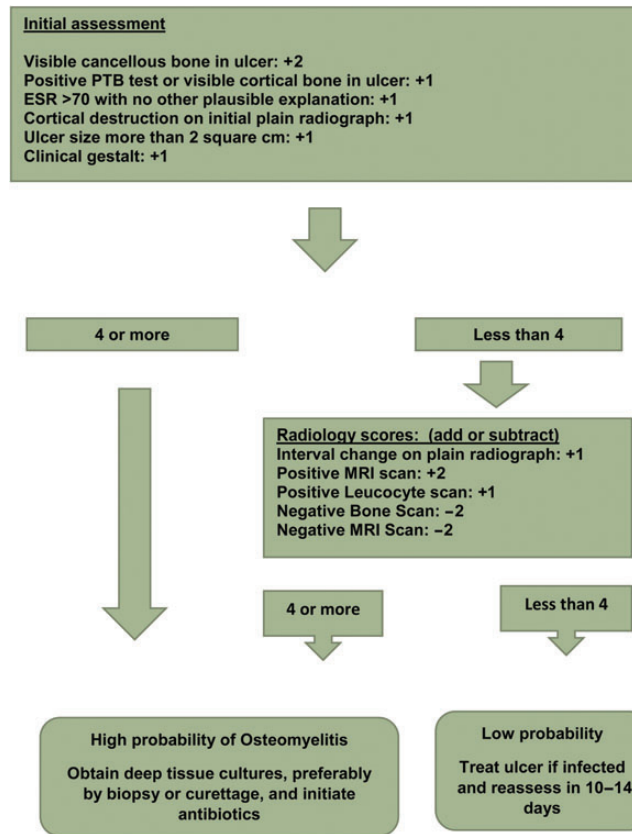 Initial assessment
Visible cancellous bone in ulcer: +2
Positive PTB test or visible cortical bone in ulcer: +1
ESR >70 with no other plausible explanation: +1
Cortical destruction on initial plain radiograph: +1
Ulcer size more than 2 square cm: +1
Clinical gestalt: +1
4 or more
Less than 4
Radiology scores: (add or subtract)
Interval change on plain radiograph: +1
Positive MRI scan: +2
Positive Leucocyte scan: +1
Negative Bone Scan: −2
Negative MRI Scan: −2
4 or more
Less than 4
High probability of Osteomyelitis
Obtain deep tissue cultures, preferably
by biopsy or curettage, and initiate
antibiotics
Low probability
Treat ulcer if infected
and reassess in 10–14
days